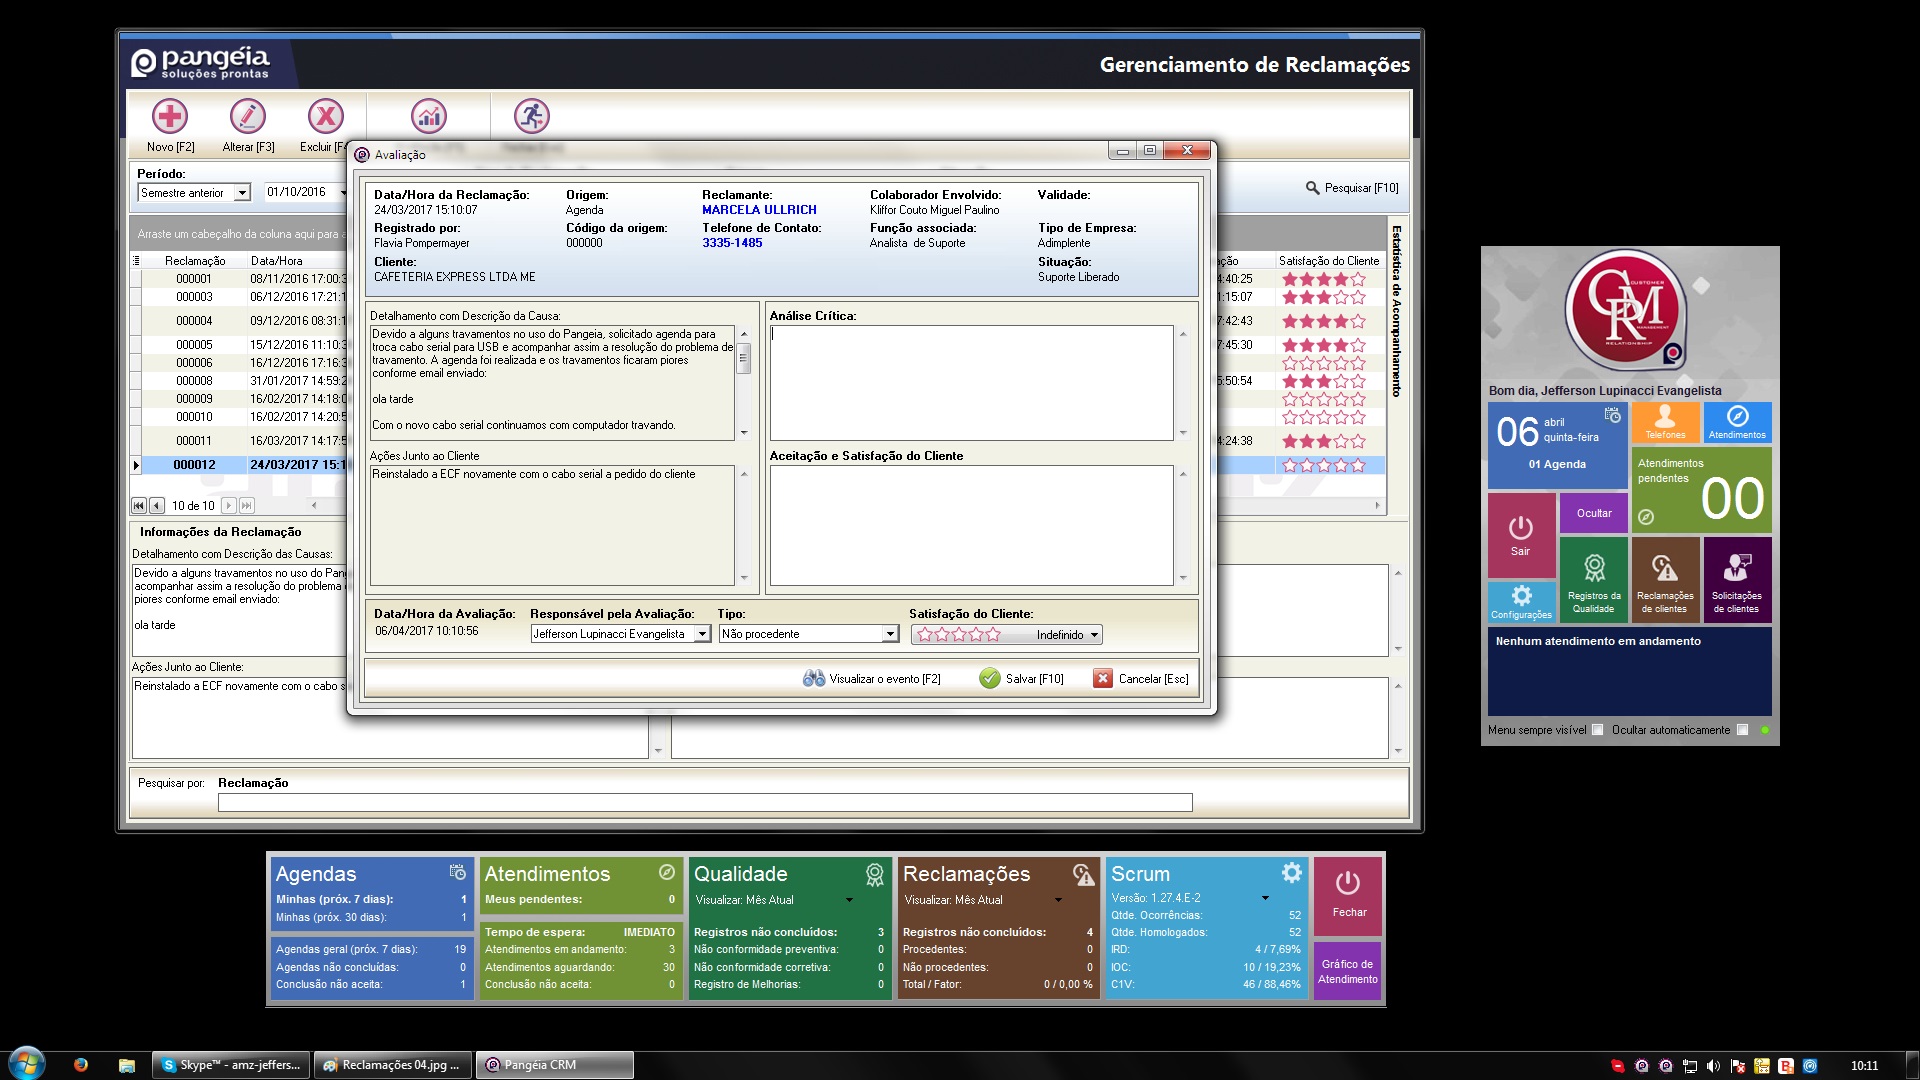 pangéia
soluções prontas
Gerenciamento de Reclamações
Novo [F2]
Alterar [F3]
Excluir [F4
Período:
Semestre anterior
01/10/2016
Pesquisar [F10]
Arraste um cabeçalho da coluna aqui para a
Reclamação Data/Hora
000001 08/11/2016 17:00:3
000003 06/12/2016 17:21:1
000004 09/12/2016 08:31:1
000005 15/12/2016 11:10:3
000006 16/12/2016 17:16:3
000008 31/01/2017 14:59:2
000009 16/02/2017 14:18:0
000010 16/02/2017 14:20:5
000011 16/03/2017 14:17:5
000012 24/03/2017 15:1
10 de 10
ção Satisfação do Cliente
4:40:25
1:15:07
7:42:43
7:45:30
5:50:54
4:24:38
Estatística de Acompanhamento
Informações da Reclamação
Detalhamento com Descrição das Causas:
Devido a alguns travamentos no uso do Pang
acompanhar assim a resolução do problema
piores conforme email enviado:
ola tarde
Ações Junto ao Cliente:
Reinstalado a ECF novamente com o cabo s
Pesquisar por: Reclamação
Avaliação
Data/Hora da Reclamação:
24/03/2017 15:10:07
Origem:
Agenda
Reclamante:
MARCELA ULLRICH
Colaborador Envolvido:
Kliffor Couto Miguel Paulino
Validade:
Registrado por:
Flavia Pompermayer
Código da origem:
000000
Telefone de Contato:
3335-1485
Função associada:
Analista de Suporte
Tipo de Empresa:
Adimplente
Cliente:
CAFETERIA EXPRESS LTDA ME
Situação:
Suporte Liberado
Detalhamento com Descrição da Causa:
Devido a alguns travamentos no uso do Pangeia, solicitado agenda para
troca cabo serial para USB e acompanhar assim a resolução do problema de
travamento. A agenda foi realizada e os travamentos ficaram piores
conforme email enviado:
ola tarde
Com o novo cabo serial continuamos com computador travando.
Análise Crítica:
Ações Junto ao Cliente
Reinstalado a ECF novamente com o cabo serial a pedido do cliente
Aceitação e Satisfação do Cliente
Data/Hora da Avaliação:
06/04/2017 10:10:56
Responsável pela Avaliação:
Jefferson Lupinacci Evangelista
Tipo:
Não procedente
Satisfação do Cliente:
Indefinido
Visualizar o evento [F2]
Salvar [F10]
Cancelar [Esc]
CUSTOMER
CRM
MANAGEMENT
RELATIONSHIP
Bom dia, Jefferson Lupinacci Evangelista
06 abril
quinta-feira
01 Agenda
Telefones
Atendimentos
Atendimentos
pendentes
00
Sair
Ocultar
Configurações
Registros da
Qualidade
Reclamações
de clientes
Solicitações
de clientes
Nenhum atendimento em andamento
Menu sempre visível
Ocultar automaticamente
Agendas
Minhas (próx. 7 dias): 1
Minhas (próx. 30 dias): 1
Agendas geral (próx. 7 dias): 19
Agendas não concluídas: 0
Conclusão não aceita: 1
Atendimentos
Meus pendentes: 0
Tempo de espera: IMEDIATO
Atendimentos em andamento: 3
Atendimentos aguardando: 30
Conclusão não aceita: 0
Qualidade
Visualizar: Mês Atual
Registros não concluídos: 3
Não conformidade preventiva: 0
Não conformidade corretiva: 0
Registro de Melhorias: 0
Reclamações
Visualizar: Mês Atual
Registros não concluídos: 4
Procedentes: 0
Não procedentes: 0
Total / Fator: 0 / 0,00 %
Scrum
Versão: 1.27.4.E-2
Qtde. Ocorrências: 52
Qtde. Homologados: 52
IRD: 4 / 7,69%
IOC: 10 / 19,23%
C1V: 46 / 88,46%
Fechar
Gráfico de
Atendimento
Skype™ - amz-jeffers...
Reclamações 04.jpg ...
Pangéia CRM
10:11